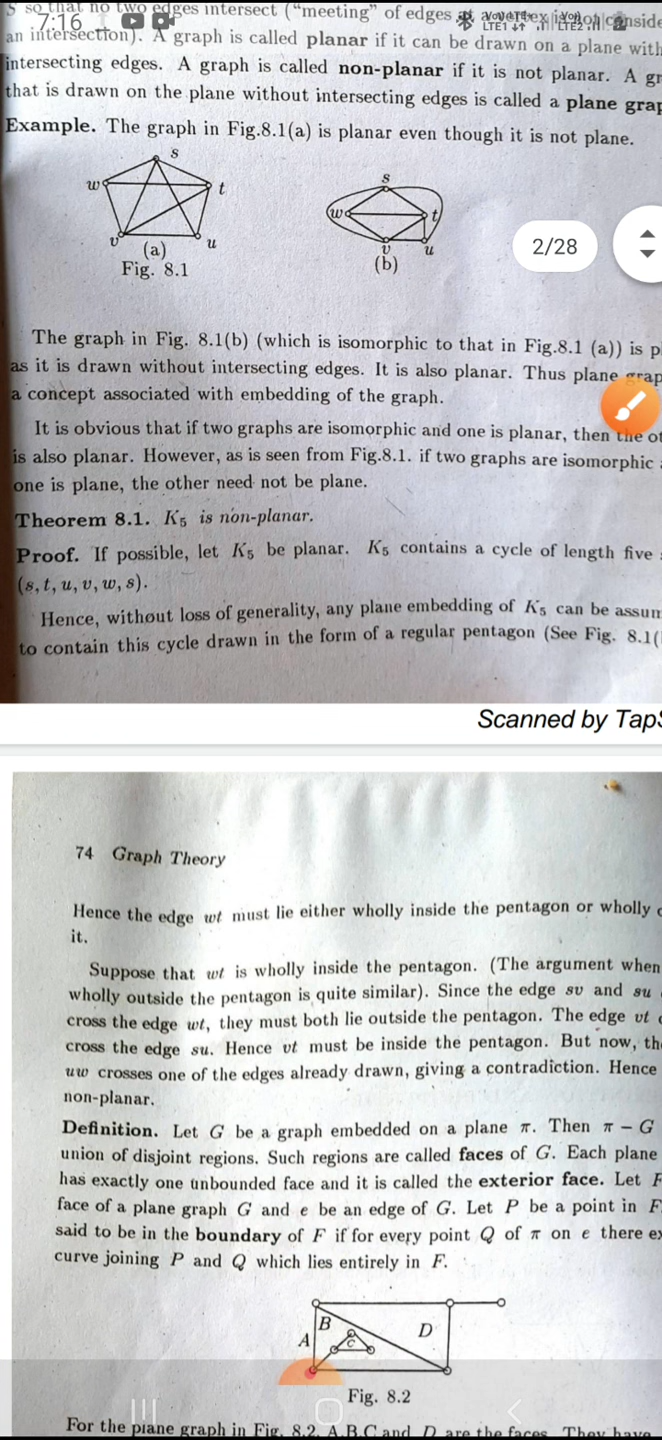 S so that no two edges intersect ("meeting" of edges at a vertex is not conside
7:16
LTE1 LTE2
an intersection). A graph is called planar if it can be drawn on a plane with
intersecting edges. A graph is called non-planar if it is not planar. A gr
that is drawn on the plane without intersecting edges is called a plane grap
Example. The graph in Fig.8.1(a) is planar even though it is not plane.
s
w t
v u
(a)
Fig. 8.1
s
w t
v u
(b)
2/28
The graph in Fig. 8.1(b) (which is isomorphic to that in Fig.8.1 (a)) is p
as it is drawn without intersecting edges. It is also planar. Thus plane grap
a concept associated with embedding of the graph.
It is obvious that if two graphs are isomorphic and one is planar, then the ot
is also planar. However, as is seen from Fig.8.1. if two graphs are isomorphic
one is plane, the other need not be plane.
Theorem 8.1. K5 is non-planar.
Proof. If possible, let K5 be planar. K5 contains a cycle of length five
(s, t, u, v, w, s).
Hence, without loss of generality, any plane embedding of K5 can be assum
to contain this cycle drawn in the form of a regular pentagon (See Fig. 8.1(
Scanned by TapS
74 Graph Theory
Hence the edge wt must lie either wholly inside the pentagon or wholly
it.
Suppose that wt is wholly inside the pentagon. (The argument when
wholly outside the pentagon is quite similar). Since the edge sv and su
cross the edge wt, they must both lie outside the pentagon. The edge vt
cross the edge su. Hence vt must be inside the pentagon. But now, th
uw crosses one of the edges already drawn, giving a contradiction. Hence
non-planar.
Definition. Let G be a graph embedded on a plane π. Then π − G
union of disjoint regions. Such regions are called faces of G. Each plane
has exactly one unbounded face and it is called the exterior face. Let F
face of a plane graph G and e be an edge of G. Let P be a point in F
said to be in the boundary of F if for every point Q of π on e there ex
curve joining P and Q which lies entirely in F.
A B C D
Fig. 8.2
For the plane graph in Fig. 8.2, A,B,C and D are the faces. They have